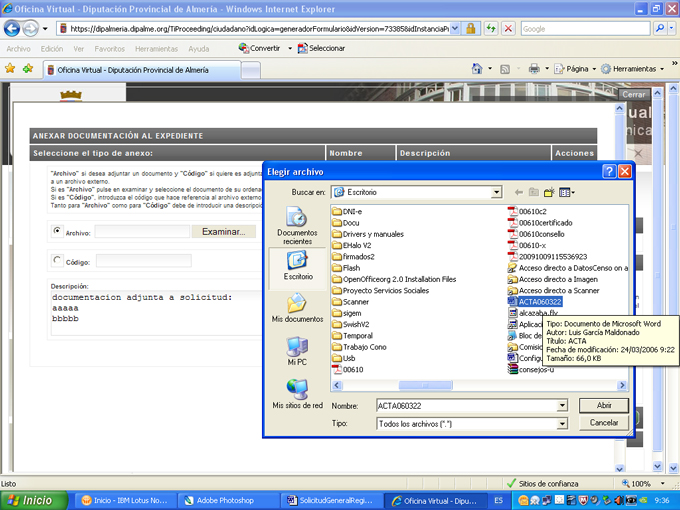 Oficina Virtual - Diputación Provincial de Almería - Windows Internet Explorer
https://dipalmeria.dipalme.org/TiProceeding/ciudadano?idLogica=generadorFormulario&idVersion=73385&idInstanciaPr
Google
Archivo Edición Ver Favoritos Herramientas Ayuda
Convertir
Seleccionar
Oficina Virtual - Diputación Provincial de Almería
Página
Herramientas
Cerrar
ANEXAR DOCUMENTACIÓN AL EXPEDIENTE
Seleccione el tipo de anexo: Nombre Descripción Acciones
"Archivo" si desea adjuntar un documento y "Código" si quiere es adjunta
a un archivo externo.
Si es "Archivo" pulse en examinar y seleccione el documento de su ordena
Si es "Código", introduzca el código que hace referencia al archivo externo
Tanto para "Archivo" como para "Código" debe de introducir una descripció
Archivo:
Examinar...
Código:
Descripción:
documentacion adjunta a solicitud:
aaaaa
bbbbb
Elegir archivo
Buscar en:
Escritorio
Documentos recientes
Escritorio
Mis documentos
Mi PC
Mis sitios de red
DNI-e
Docu
Drivers y manuales
EHalo V2
firmados2
Flash
OpenOfficeorg 2.0 Installation Files
Proyecto Servicios Sociales
Scanner
sigem
SwishV2
Temporal
Trabajo Cono
Usb
00610
00610c2
00610certificado
00610consello
00610-x
20091009115536923
Acceso directo a DatosCenso on a
Acceso directo a Imagen
Acceso directo a Scanner
ACTA060322
alcazaba.flv
Aplicació
Bloc de
Comisio
Configu
consejos-u
Tipo: Documento de Microsoft Word
Autor: Luis García Maldonado
Título: ACTA
Fecha de modificación: 24/03/2006 9:22
Tamaño: 66,0 KB
Nombre:
ACTA060322
Abrir
Tipo:
Todos los archivos (*.*)
Cancelar
Listo
Sitios de confianza
100%
Inicio
Inicio - IBM Lotus No...
Adobe Photoshop
SolicitudGeneralRegi...
Oficina Virtual - Dipu...
ES
9:36